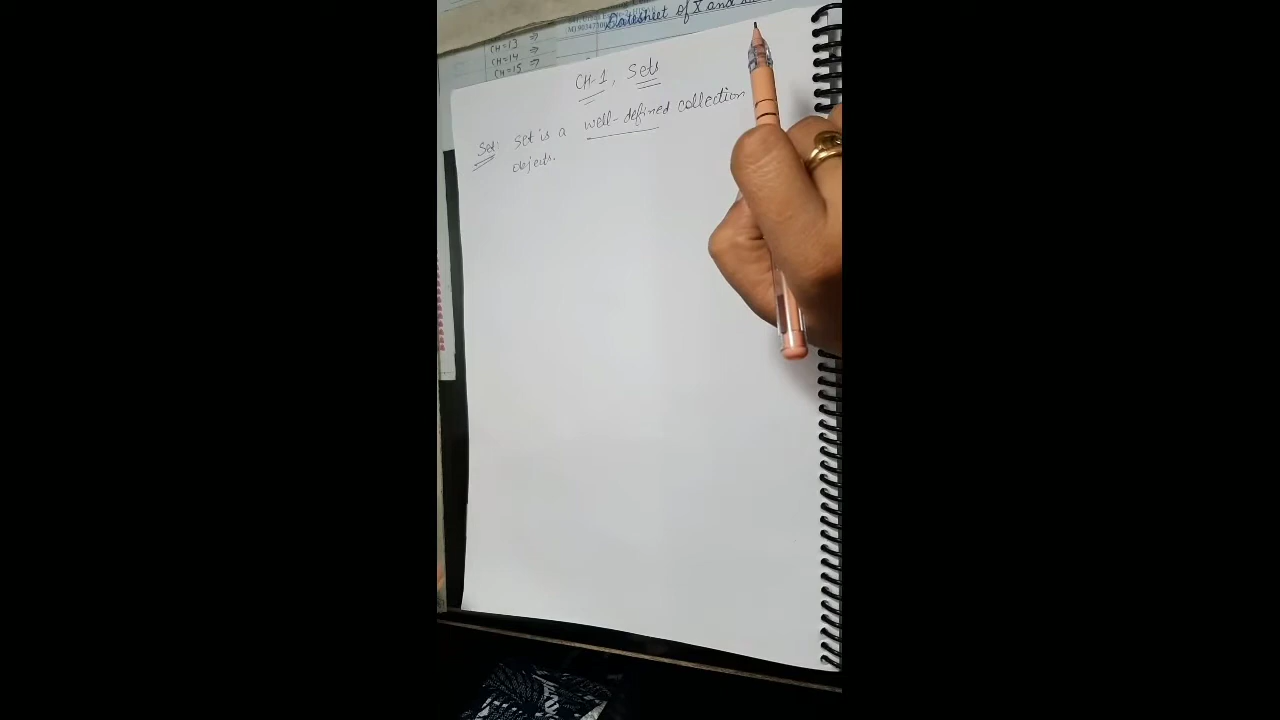 Datesheet of X and
CH=13 ⇒
CH=14 ⇒
CH=15 ⇒
CH-1, Sets
Set: Set is a well-defined collection
objects.